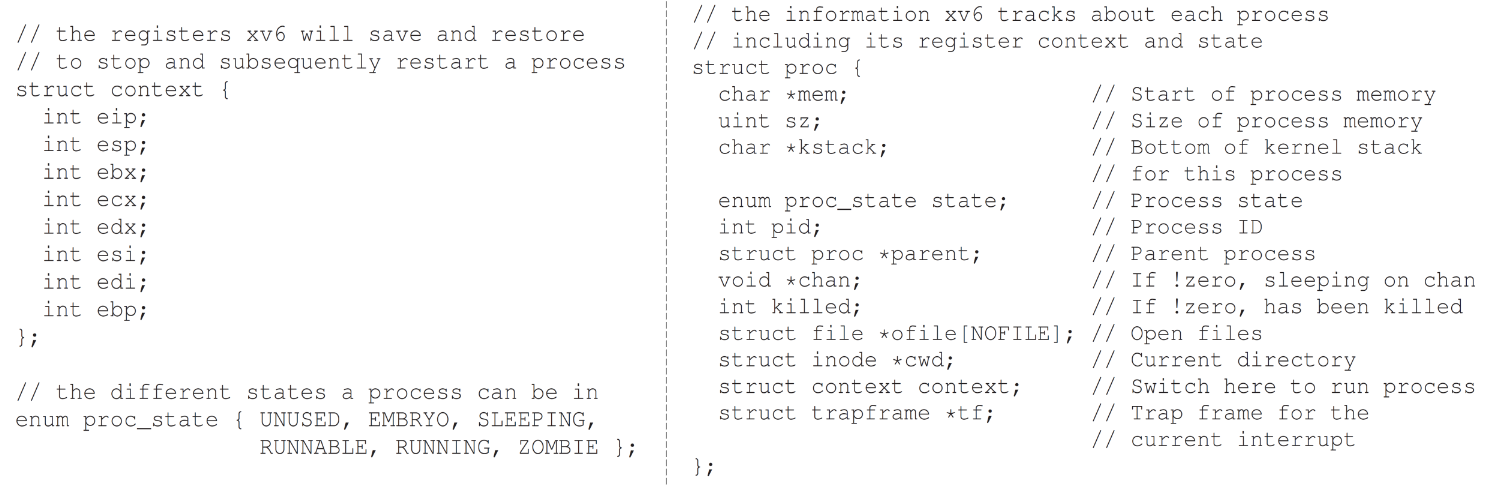 // the registers xv6 will save and restore
// to stop and subsequently restart a process
struct context {
  int eip;
  int esp;
  int ebx;
  int ecx;
  int edx;
  int esi;
  int edi;
  int ebp;
};

// the different states a process can be in
enum proc_state { UNUSED, EMBRYO, SLEEPING,
                  RUNNABLE, RUNNING, ZOMBIE };

// the information xv6 tracks about each process
// including its register context and state
struct proc {
  char *mem;                  // Start of process memory
  uint sz;                    // Size of process memory
  char *kstack;               // Bottom of kernel stack
                              // for this process
  enum proc_state state;      // Process state
  int pid;                    // Process ID
  struct proc *parent;        // Parent process
  void *chan;                 // If !zero, sleeping on chan
  int killed;                 // If !zero, has been killed
  struct file *ofile[NOFILE]; // Open files
  struct inode *cwd;          // Current directory
  struct context context;     // Switch here to run process
  struct trapframe *tf;       // Trap frame for the
                              // current interrupt
};